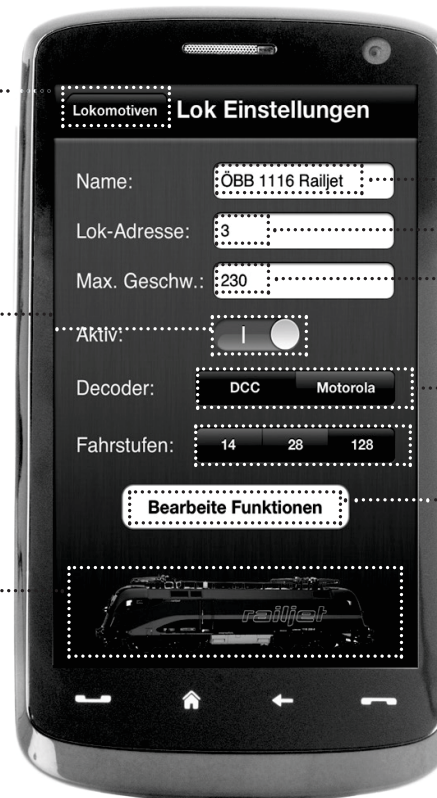 Lokomotiven Lok Einstellungen
Name: ÖBB 1116 Railjet
Lok-Adresse: 3
Max. Geschw.: 230
Aktiv: I
Decoder: DCC Motorola
Fahrstufen: 14 28 128
Bearbeite Funktionen
railjet